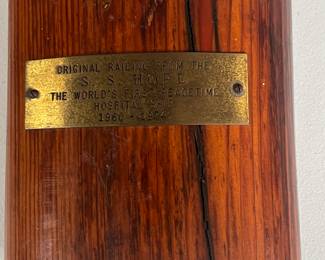 ORIGINAL RAILING FROM THE
S. S. HOPE
THE WORLD'S FIRST PEACETIME
HOSPITAL SHIP
1960 - 1974